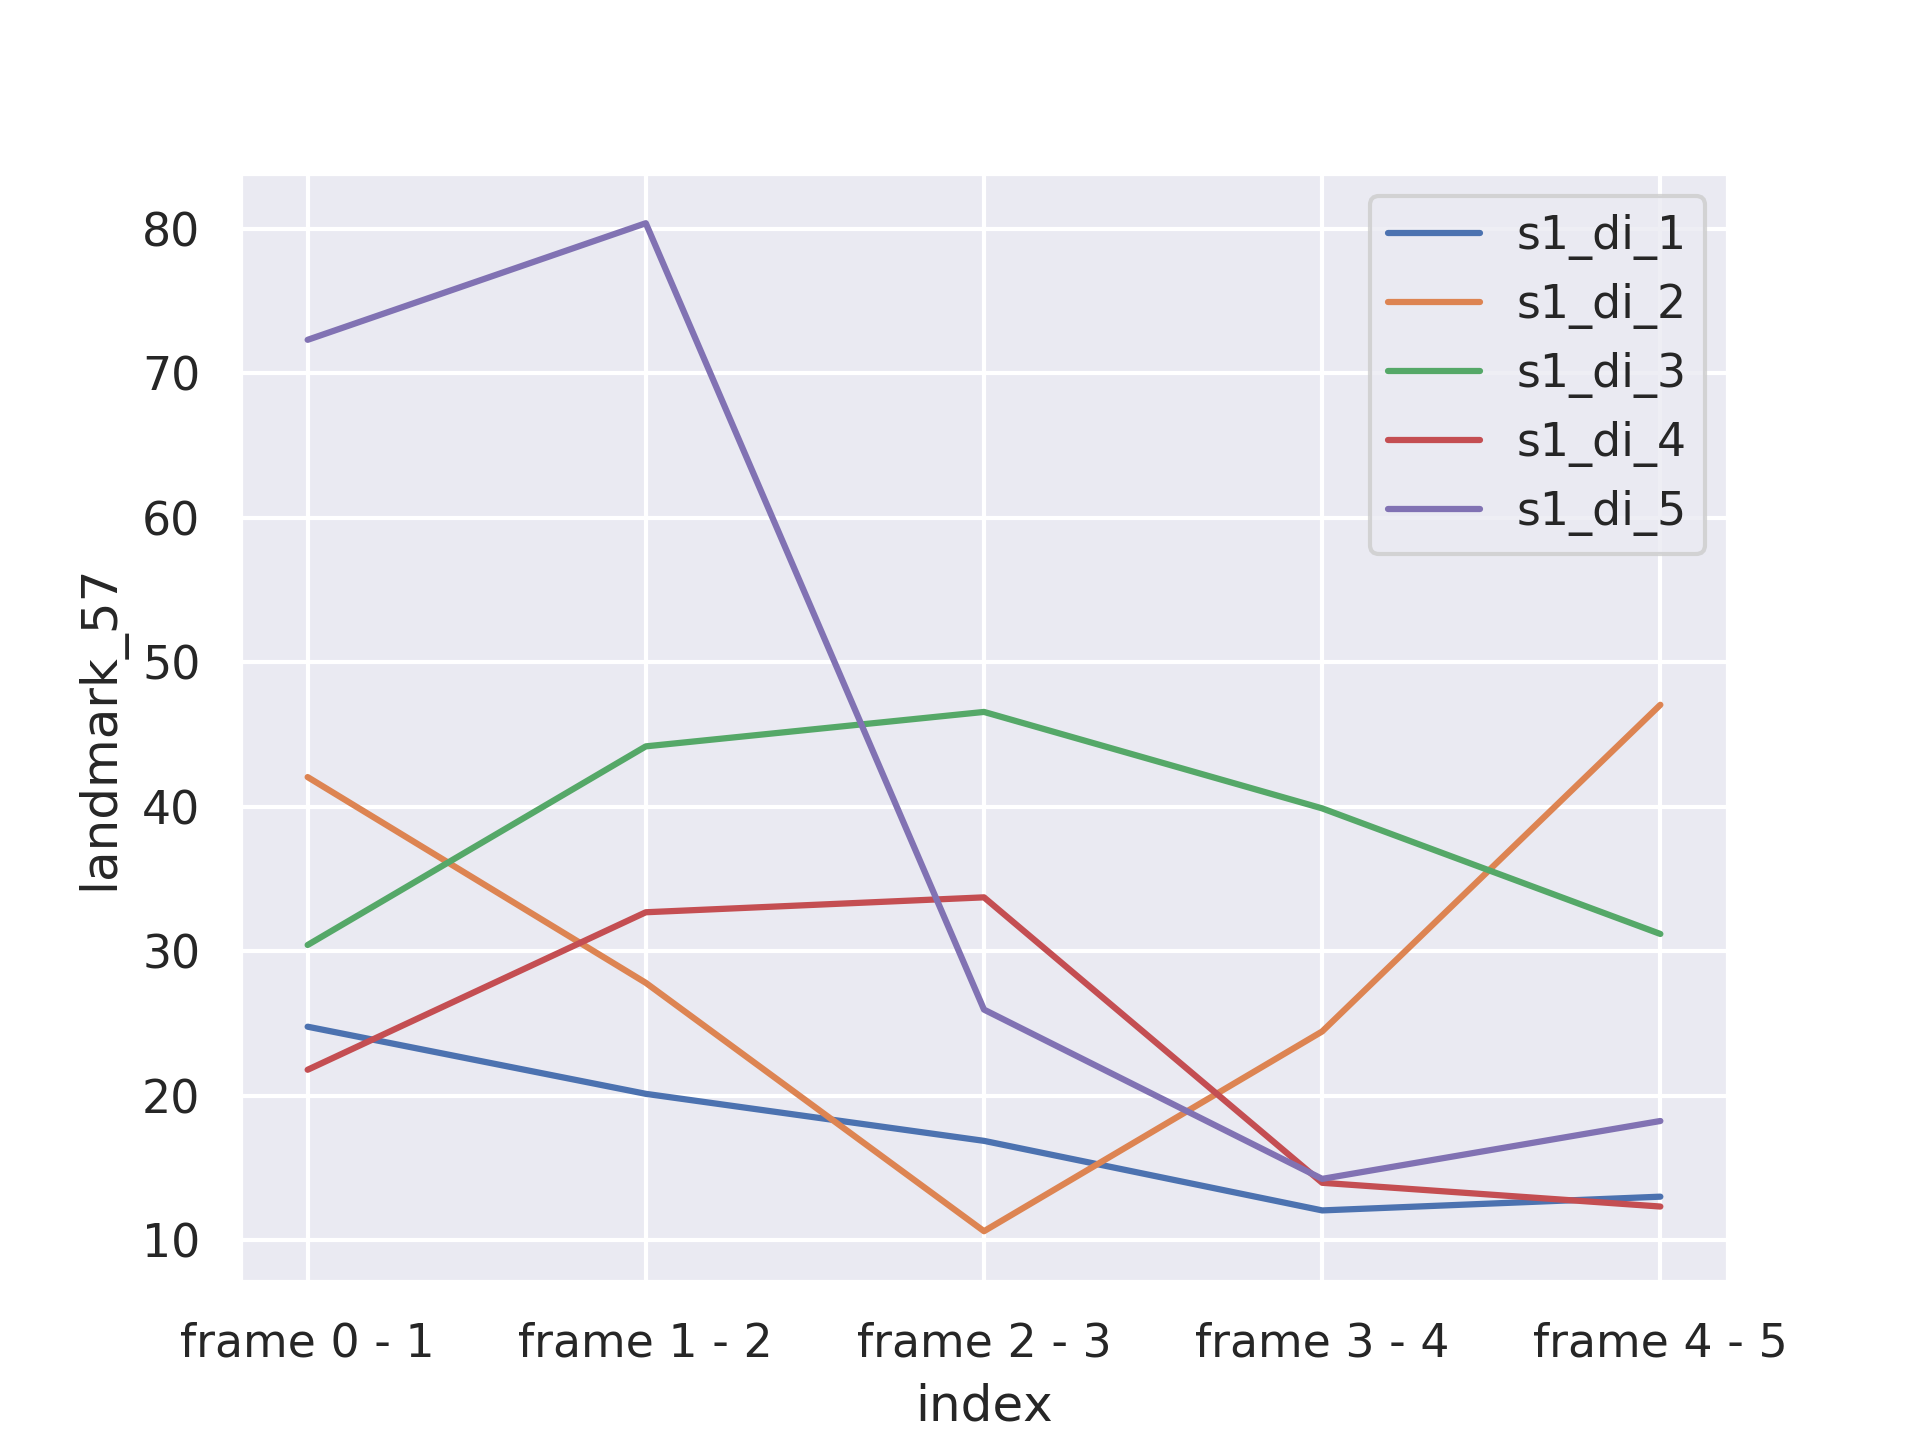 80
70
60
50
40
30
20
10
landmark_57
s1_di_1
s1_di_2
s1_di_3
s1_di_4
s1_di_5
frame 0 - 1
frame 1 - 2
frame 2 - 3
frame 3 - 4
frame 4 - 5
index